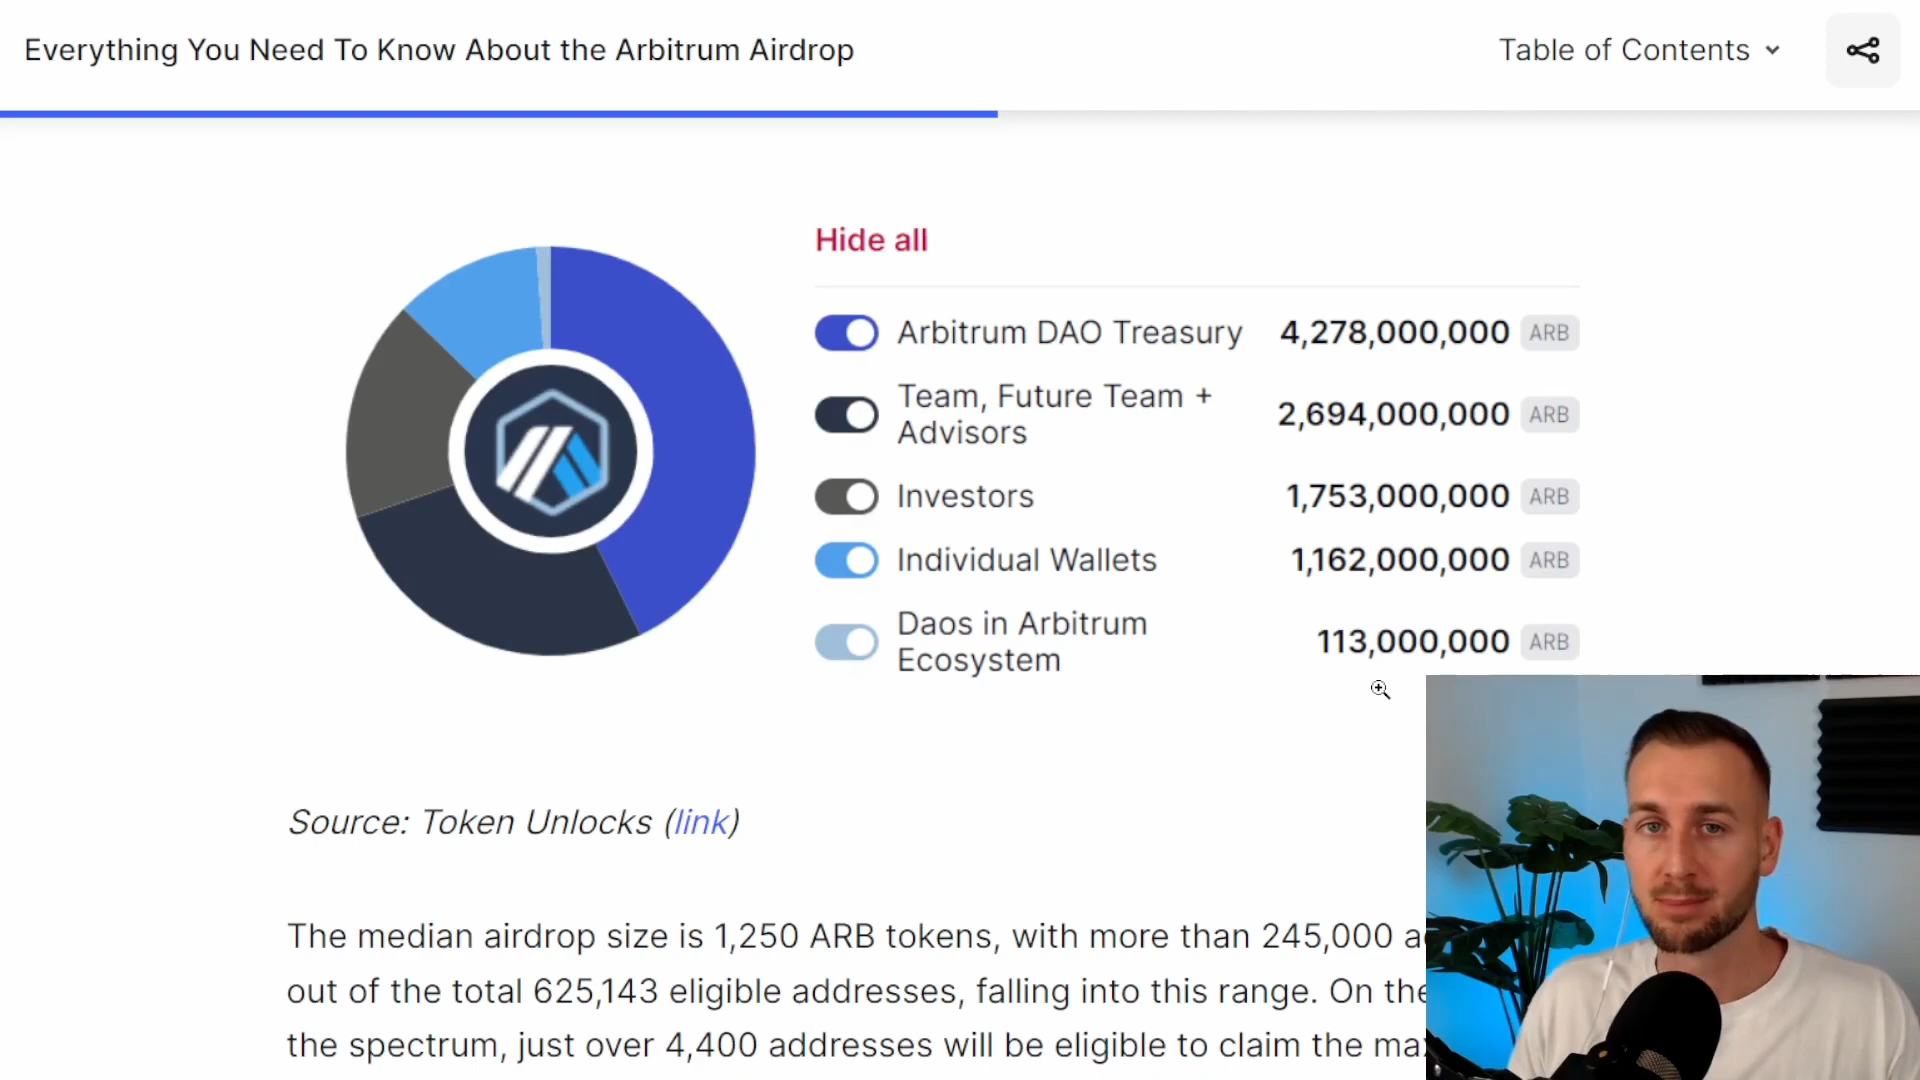 Everything You Need To Know About the Arbitrum Airdrop
Table of Contents
Hide all
Arbitrum DAO Treasury 4,278,000,000 ARB
Team, Future Team +
Advisors
2,694,000,000 ARB
Investors 1,753,000,000 ARB
Individual Wallets 1,162,000,000 ARB
Daos in Arbitrum
Ecosystem
113,000,000 ARB
Source: Token Unlocks (link)
The median airdrop size is 1,250 ARB tokens, with more than 245,000
out of the total 625,143 eligible addresses, falling into this range. On the
the spectrum, just over 4,400 addresses will be eligible to claim the